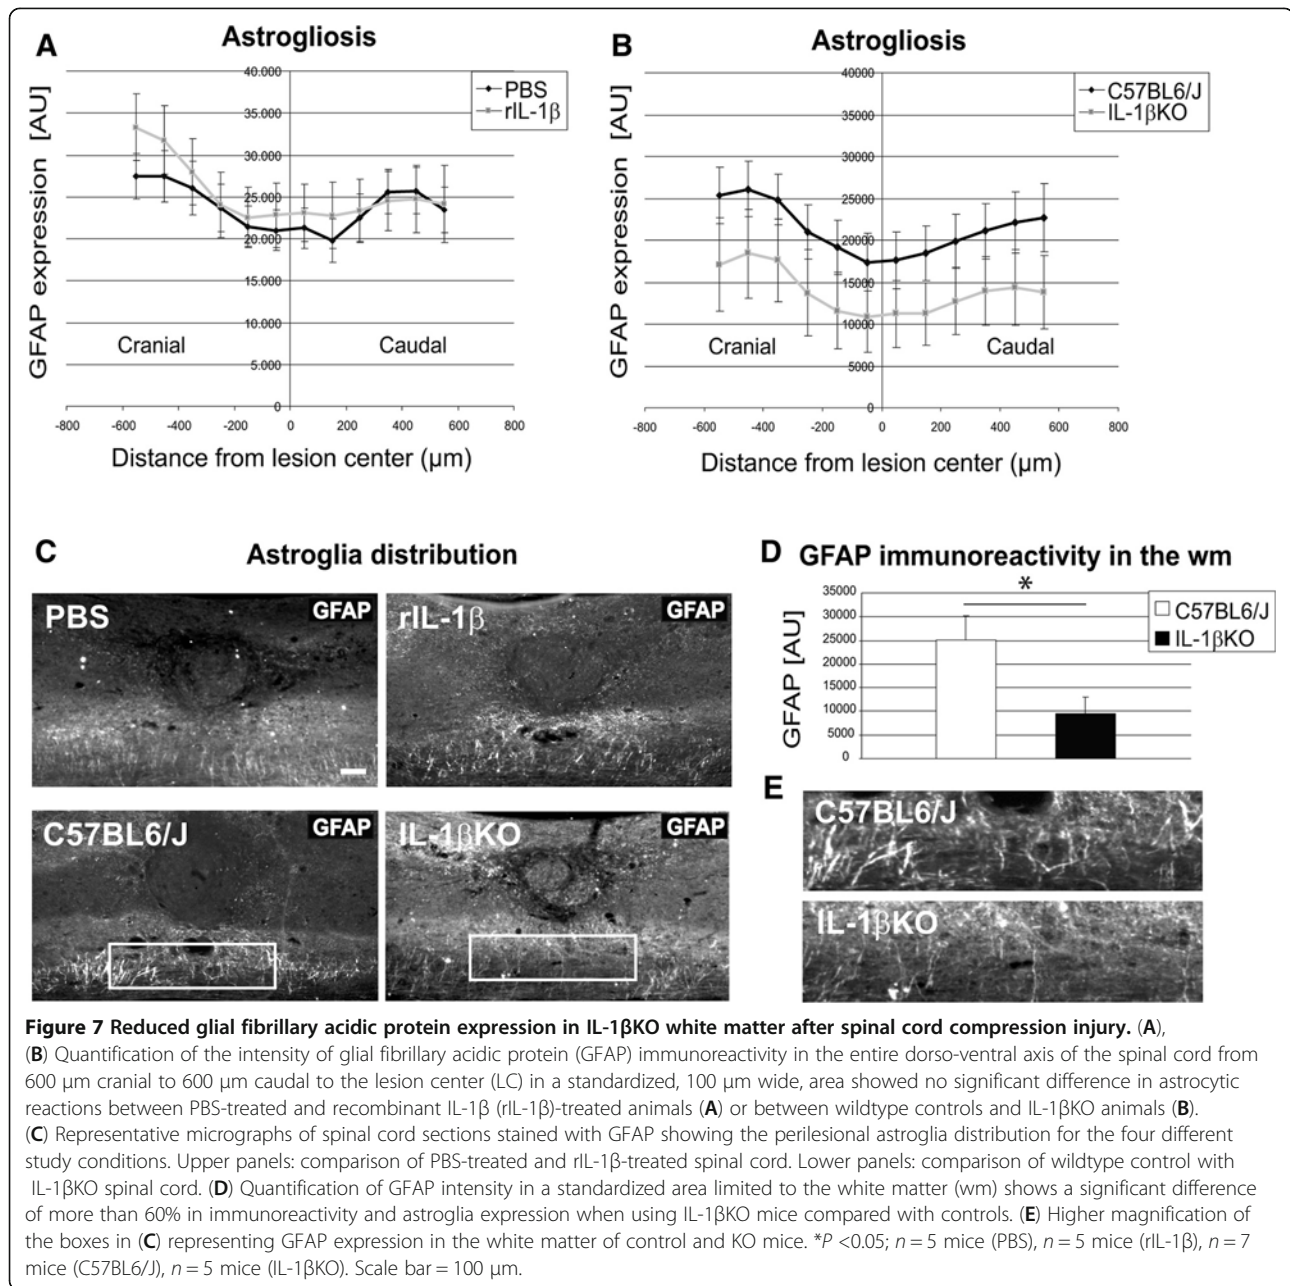 A
Astrogliosis
GFAP expression [AU]
40.000
35.000
30.000
25.000
20.000
15.000
10.000
5.000
0
PBS
rIL-1β
Cranial
Caudal
-800 -600 -400 -200 0 200 400 600 800
Distance from lesion center (µm)
B
Astrogliosis
GFAP expression [AU]
40000
35000
30000
25000
20000
15000
10000
5000
0
C57BL6/J
IL-1βKO
Cranial
Caudal
-800 -600 -400 -200 0 200 400 600 800
Distance from lesion center (µm)
C
Astroglia distribution
PBS
GFAP
rIL-1β
GFAP
C57BL6/J
GFAP
IL-1βKO
GFAP
D
GFAP immunoreactivity in the wm
GFAP [AU]
35000
30000
25000
20000
15000
10000
5000
0
*
C57BL6/J
IL-1βKO
E
C57BL6/J
IL-1βKO
Figure 7 Reduced glial fibrillary acidic protein expression in IL-1βKO white matter after spinal cord compression injury. (A),
(B) Quantification of the intensity of glial fibrillary acidic protein (GFAP) immunoreactivity in the entire dorso-ventral axis of the spinal cord from
600 µm cranial to 600 µm caudal to the lesion center (LC) in a standardized, 100 µm wide, area showed no significant difference in astrocytic
reactions between PBS-treated and recombinant IL-1β (rIL-1β)-treated animals (A) or between wildtype controls and IL-1βKO animals (B).
(C) Representative micrographs of spinal cord sections stained with GFAP showing the perilesional astroglia distribution for the four different
study conditions. Upper panels: comparison of PBS-treated and rIL-1β-treated spinal cord. Lower panels: comparison of wildtype control with
IL-1βKO spinal cord. (D) Quantification of GFAP intensity in a standardized area limited to the white matter (wm) shows a significant difference
of more than 60% in immunoreactivity and astroglia expression when using IL-1βKO mice compared with controls. (E) Higher magnification of
the boxes in (C) representing GFAP expression in the white matter of control and KO mice. *P <0.05; n = 5 mice (PBS), n = 5 mice (rIL-1β), n = 7
mice (C57BL6/J), n = 5 mice (IL-1βKO). Scale bar = 100 µm.